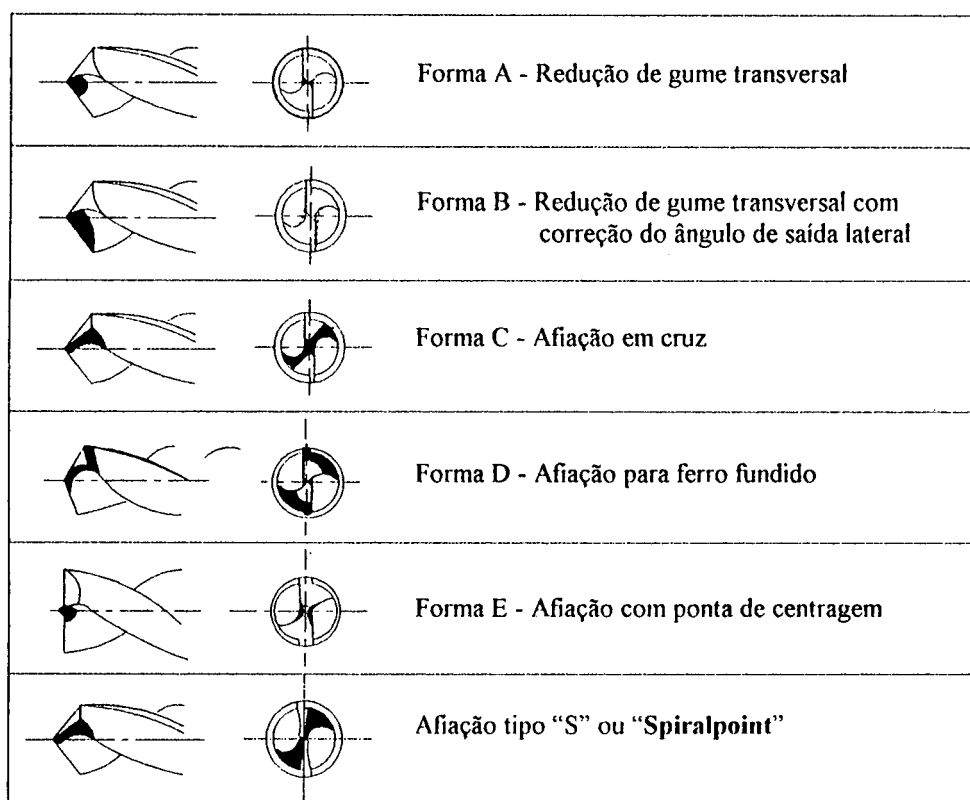 Forma A - Redução de gume transversal
Forma B - Redução de gume transversal com
correção do ângulo de saída lateral
Forma C - Afiação em cruz
Forma D - Afiação para ferro fundido
Forma E - Afiação com ponta de centragem
Afiação tipo “S” ou “Spiralpoint”